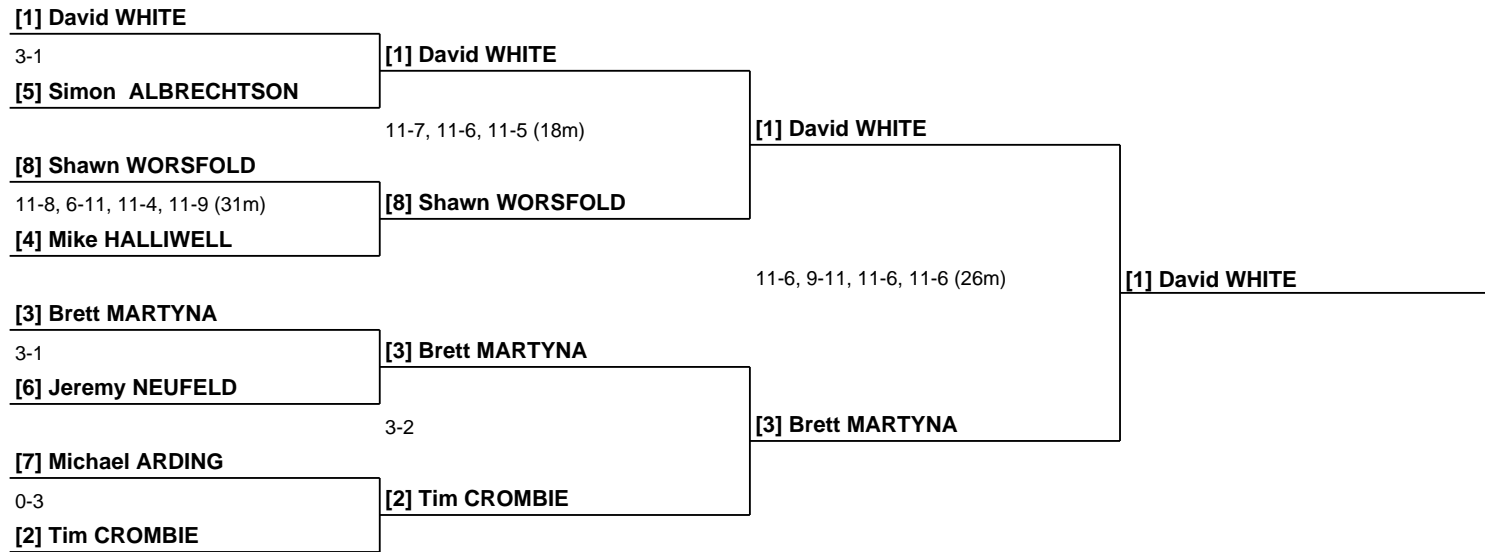 [1] David WHITE
3-1
[5] Simon  ALBRECHTSON
[8] Shawn WORSFOLD
11-8, 6-11, 11-4, 11-9 (31m)
[4] Mike HALLIWELL
[3] Brett MARTYNA
3-1
[6] Jeremy NEUFELD
[7] Michael ARDING
0-3
[2] Tim CROMBIE
[1] David WHITE
11-7, 11-6, 11-5 (18m)
[8] Shawn WORSFOLD
[3] Brett MARTYNA
3-2
[2] Tim CROMBIE
[1] David WHITE
11-6, 9-11, 11-6, 11-6 (26m)
[3] Brett MARTYNA
[1] David WHITE